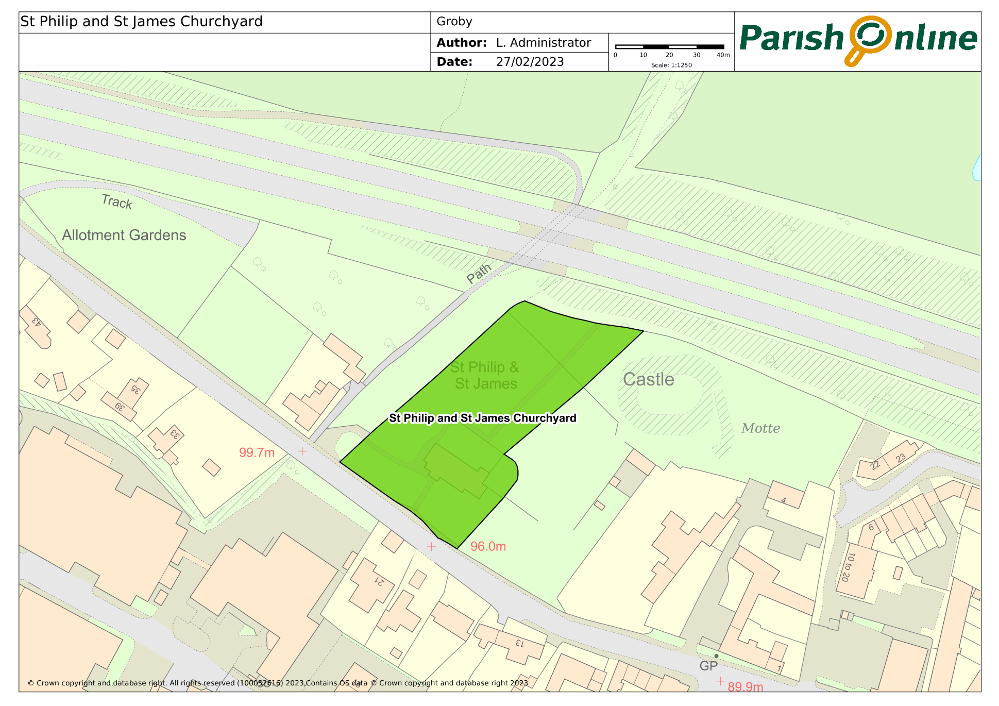 St Philip and St James Churchyard
Groby
Author: L. Administrator
Date: 27/02/2023
0 10 20 30 40m
Scale: 1:1250
Parish Online
Track
Allotment Gardens
Path
43
St Philip &
St James
Castle
35
39
St Philip and St James Churchyard
Motte
33
99.7m
22
23
4
6
96.0m
10 to 20
21
13
GP
1
89.9m
© Crown copyright and database right. All rights reserved (100052616) 2023,Contains OS data © Crown copyright and database right 2023